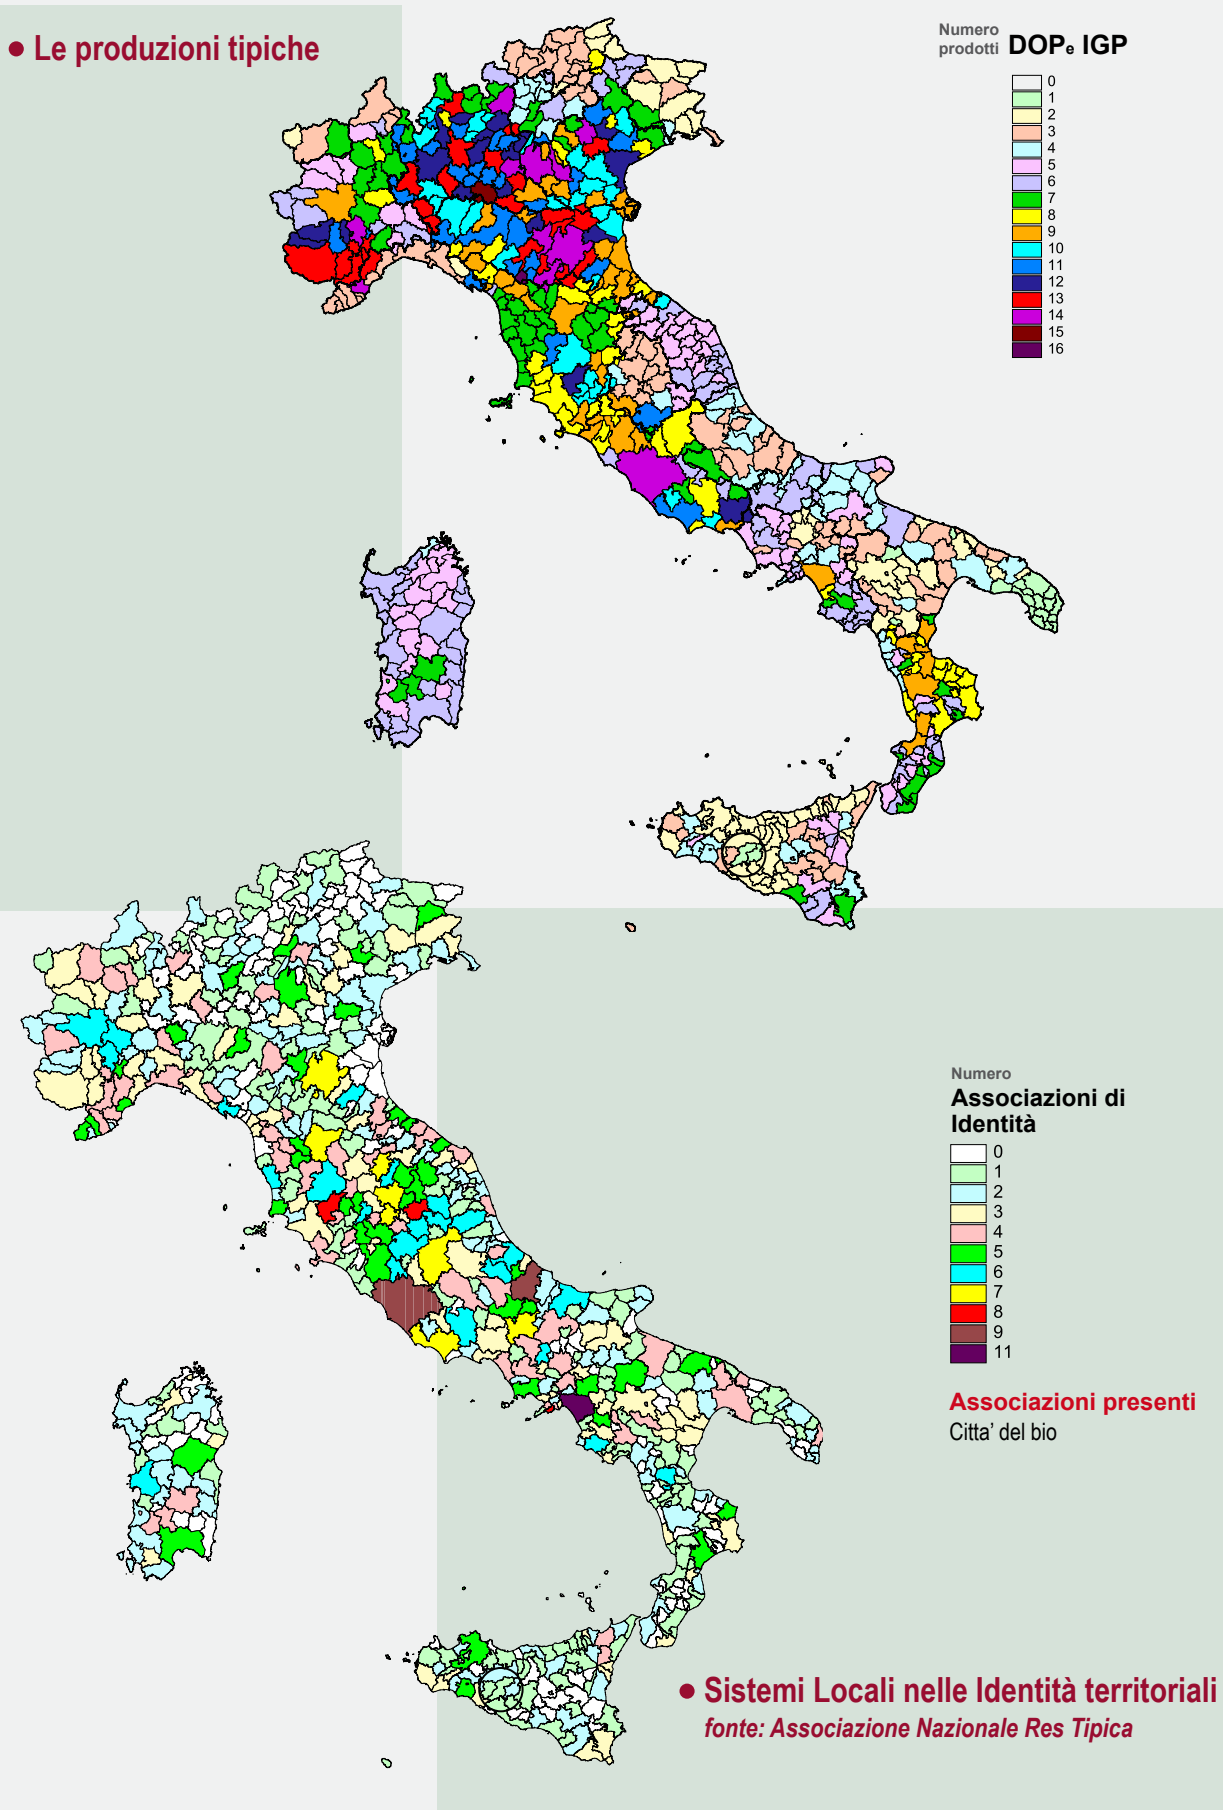 • Le produzioni tipiche
Numero
prodotti DOP e IGP
0
1
2
3
4
5
6
7
8
9
10
11
12
13
14
15
16
Numero
Associazioni di
Identità
0
1
2
3
4
5
6
7
8
9
11
Associazioni presenti
Citta' del bio
• Sistemi Locali nelle Identità territoriali
fonte: Associazione Nazionale Res Tipica